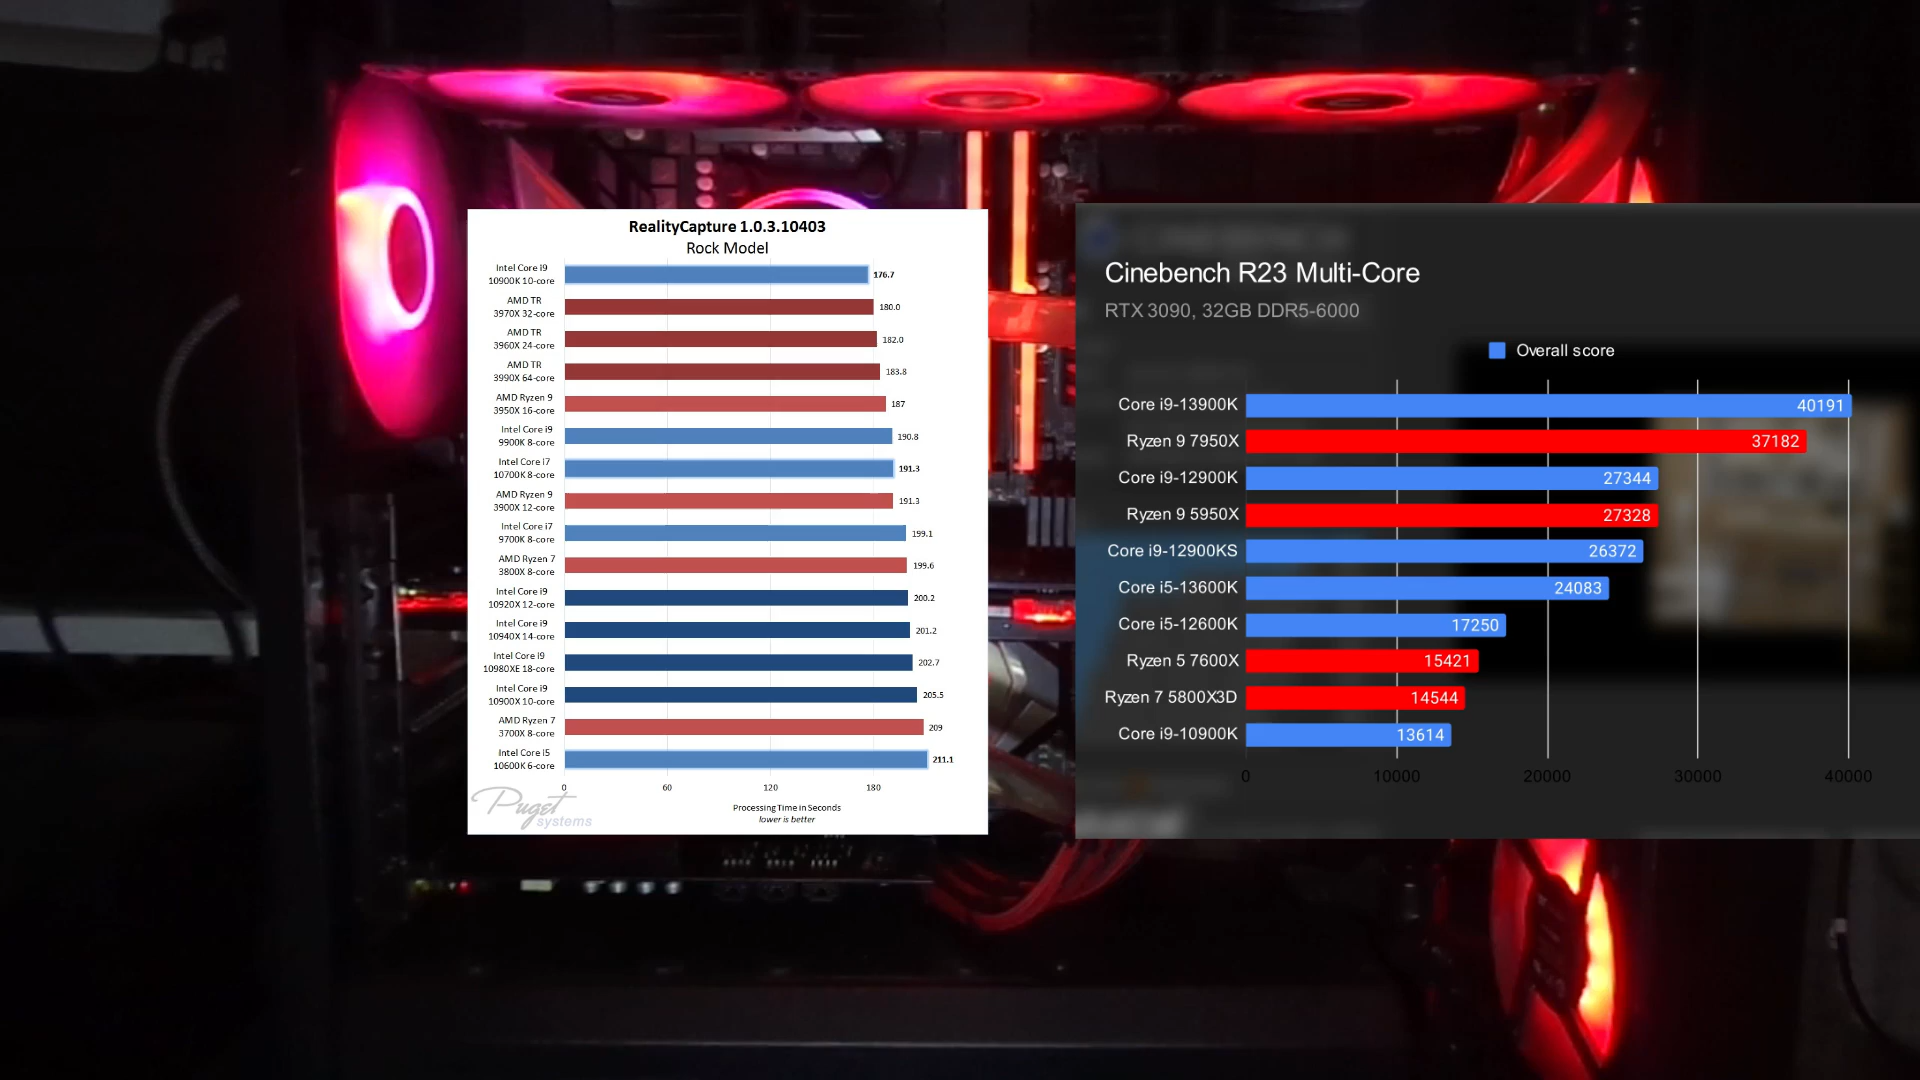 RealityCapture 1.0.3.10403
Rock Model
Intel Core i9
10900K 10-core
176.7
AMD TR
3970X 32-core
180.0
AMD TR
3960X 24-core
182.0
AMD TR
3990X 64-core
183.8
AMD Ryzen 9
3950X 16-core
187
Intel Core i9
9900K 8-core
190.8
Intel Core i7
10700K 8-core
191.3
AMD Ryzen 9
3900X 12-core
191.3
Intel Core i7
9700K 8-core
199.1
AMD Ryzen 7
3800X 8-core
199.6
Intel Core i9
10920X 12-core
200.2
Intel Core i9
10940X 14-core
201.2
Intel Core i9
10980XE 18-core
202.7
Intel Core i9
10900X 10-core
205.5
AMD Ryzen 7
3700X 8-core
209
Intel Core i5
10600K 6-core
211.1
0 60 120 180
Processing Time in Seconds
lower is better
Puget
systems
Cinebench R23 Multi-Core
RTX 3090, 32GB DDR5-6000
Overall score
Core i9-13900K 40191
Ryzen 9 7950X 37182
Core i9-12900K 27344
Ryzen 9 5950X 27328
Core i9-12900KS 26372
Core i5-13600K 24083
Core i5-12600K 17250
Ryzen 5 7600X 15421
Ryzen 7 5800X3D 14544
Core i9-10900K 13614
0 10000 20000 30000 40000